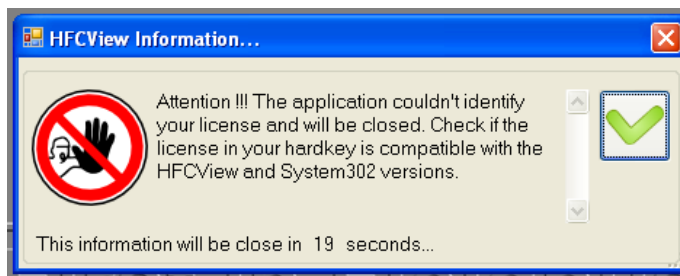 HFCView Information...
Attention !!! The application couldn't identify
your license and will be closed. Check if the
license in your hardkey is compatible with the
HFCView and System302 versions.
This information will be close in 19 seconds...